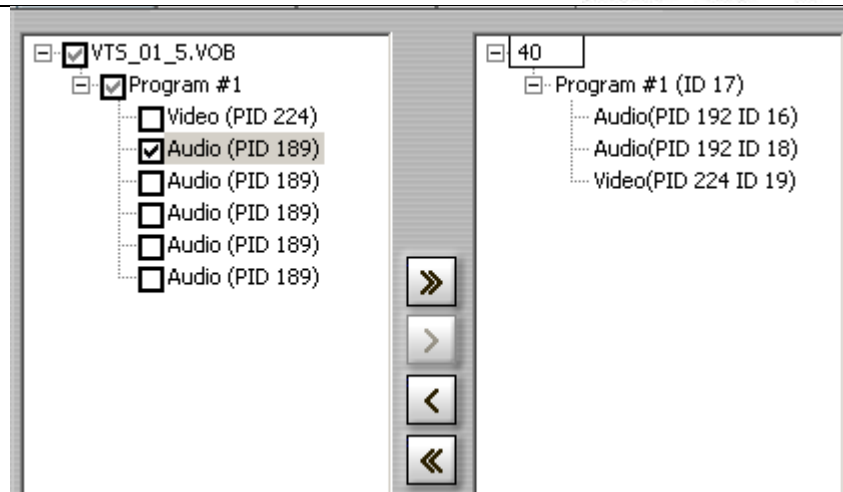 VTS_01_5.VOB
Program #1
Video (PID 224)
Audio (PID 189)
Audio (PID 189)
Audio (PID 189)
Audio (PID 189)
Audio (PID 189)
40
Program #1 (ID 17)
Audio(PID 192 ID 16)
Audio(PID 192 ID 18)
Video(PID 224 ID 19)